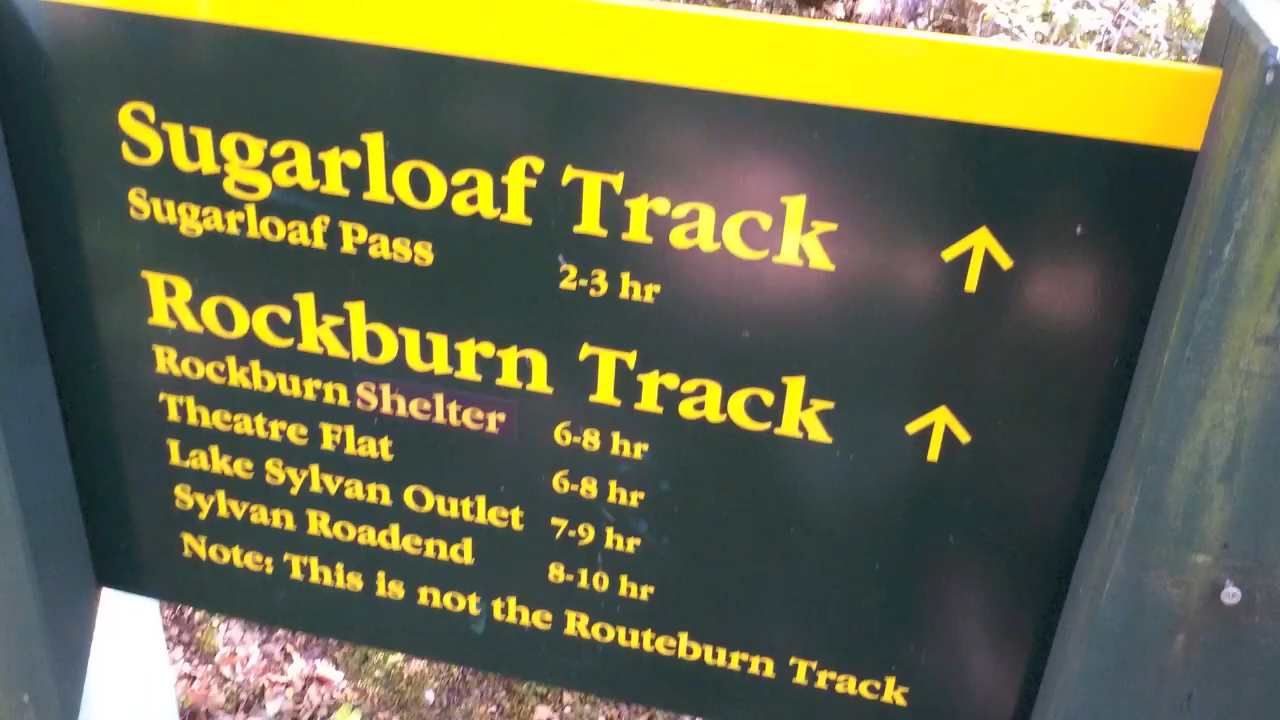 Sugarloaf Track ↑
Sugarloaf Pass 2-3 hr
Rockburn Track ↑
Rockburn Shelter 6-8 hr
Theatre Flat 6-8 hr
Lake Sylvan Outlet 7-9 hr
Sylvan Roadend 8-10 hr
Note: This is not the Routeburn Track